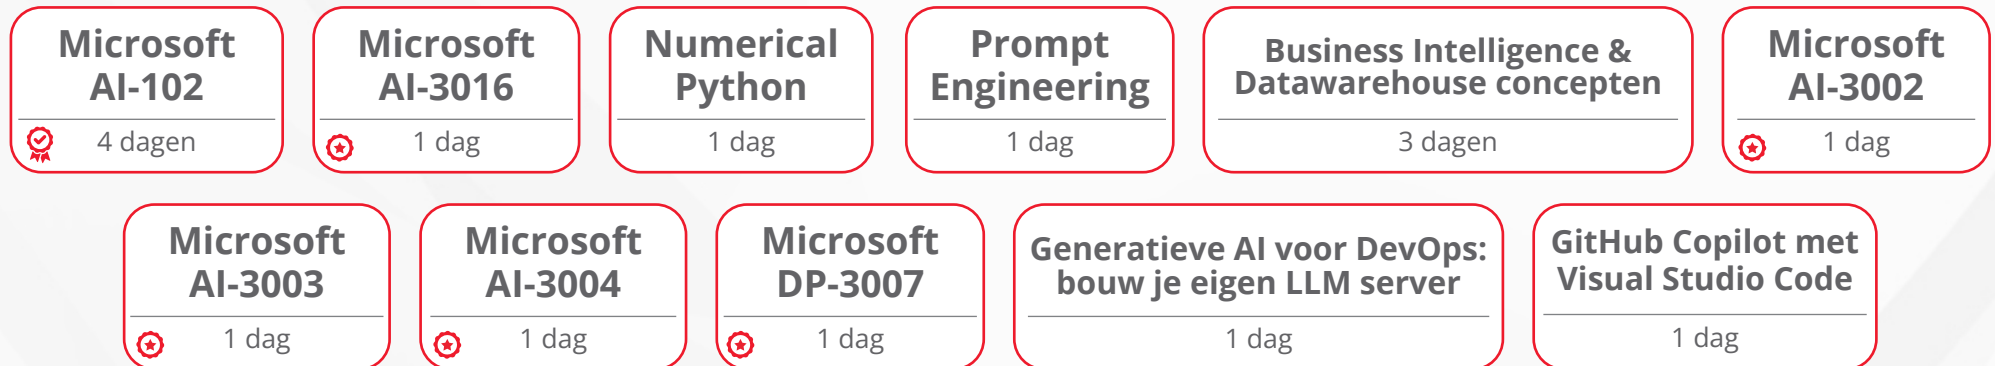 Microsoft
AI-102
4 dagen
Microsoft
AI-3016
1 dag
Numerical
Python
1 dag
Prompt
Engineering
1 dag
Business Intelligence &
Datawarehouse concepten
3 dagen
Microsoft
AI-3002
1 dag
Microsoft
AI-3003
1 dag
Microsoft
AI-3004
1 dag
Microsoft
DP-3007
1 dag
Generatieve AI voor DevOps:
bouw je eigen LLM server
1 dag
GitHub Copilot met
Visual Studio Code
1 dag